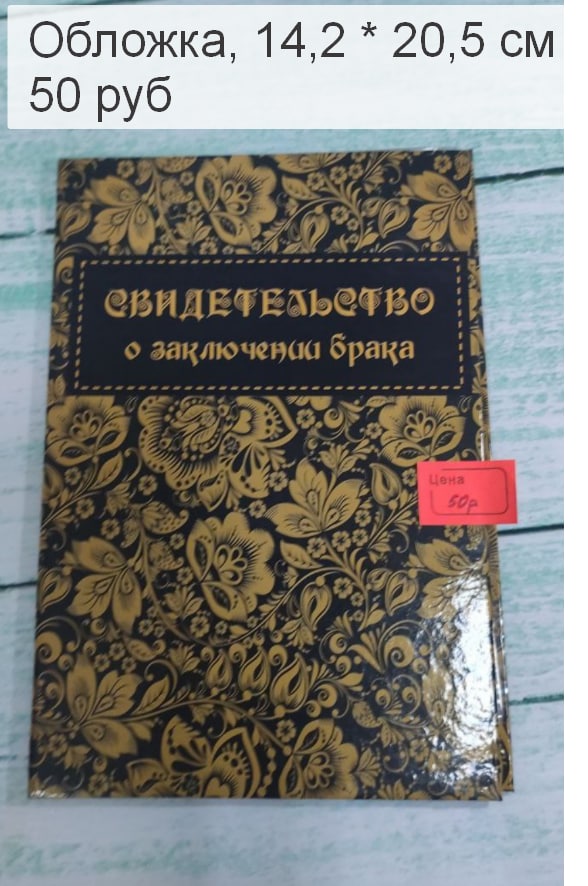 Обложка, 14,2 * 20,5 см
50 руб
СВИДЕТЕЛЬСТВО
о заключении брака
Цена
50р